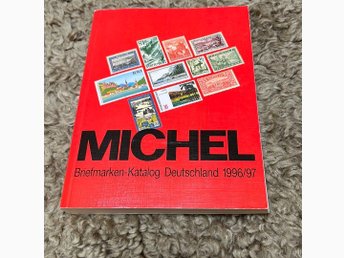 MICHEL
Briefmarken-Katalog Deutschland 1996/97